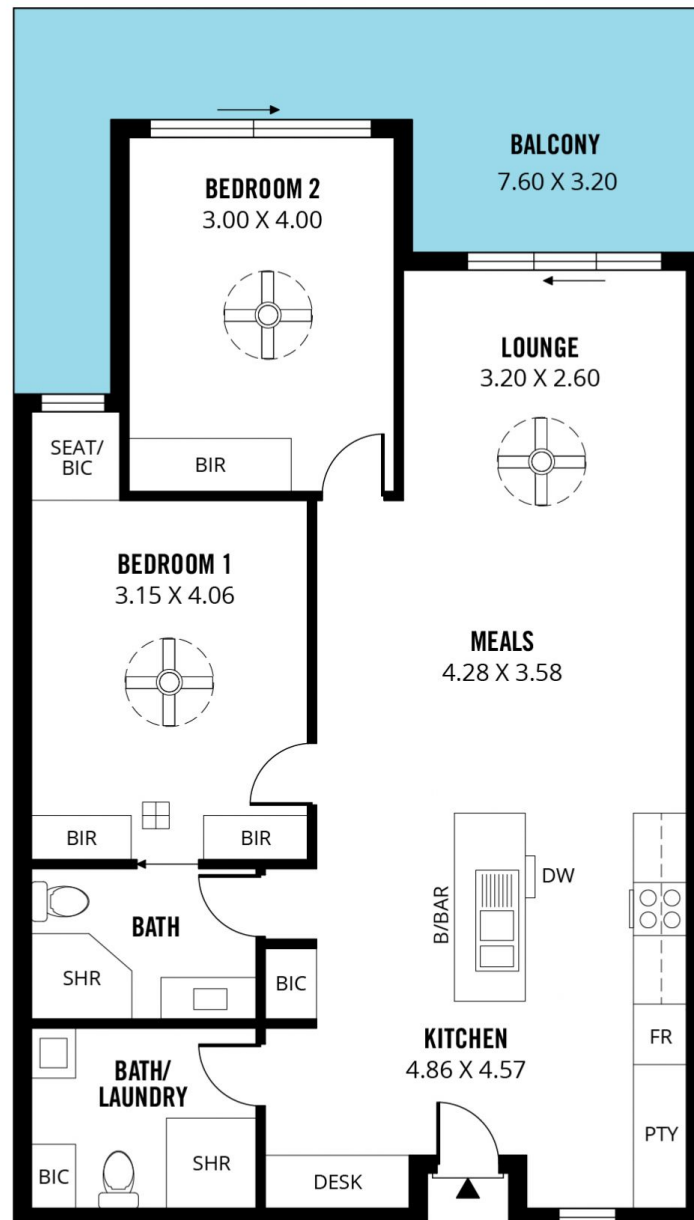 BALCONY
7.60 X 3.20
BEDROOM 2
3.00 X 4.00
LOUNGE
3.20 X 2.60
SEAT/
BIC
BIR
BEDROOM 1
3.15 X 4.06
MEALS
4.28 X 3.58
BIR
BIR
B/BAR
DW
BATH
SHR
BIC
KITCHEN
4.86 X 4.57
FR
BATH/
LAUNDRY
PTY
BIC
SHR
DESK